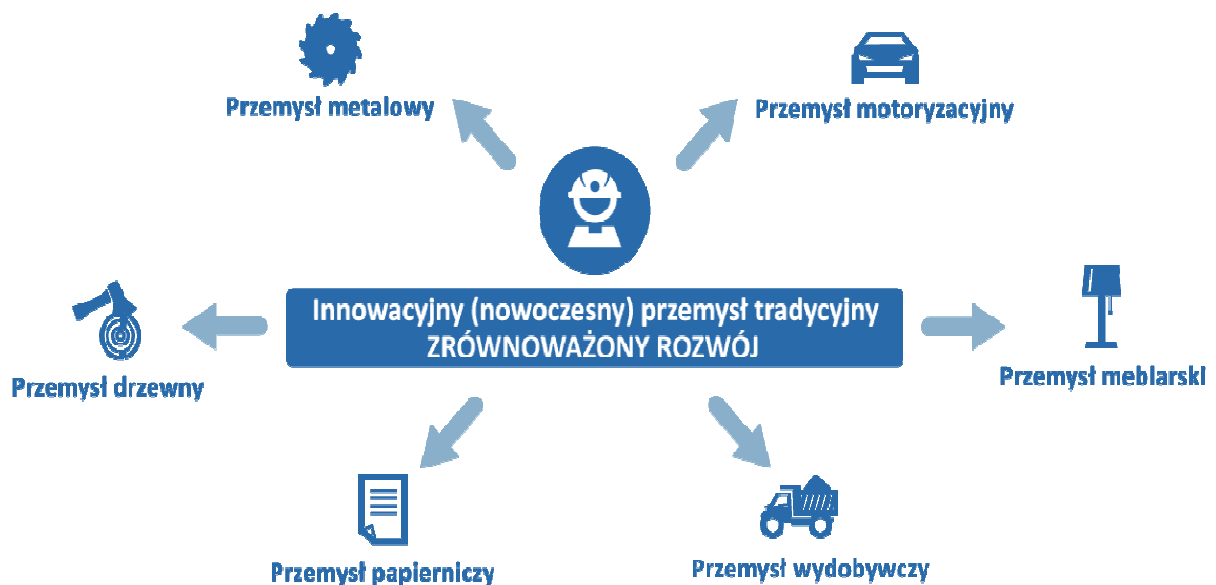 Przemysł metalowy
Przemysł motoryzacyjny
Innowacyjny (nowoczesny) przemysł tradycyjny
ZRÓWNOWAŻONY ROZWÓJ
Przemysł drzewny
Przemysł meblarski
Przemysł papierniczy
Przemysł wydobywczy